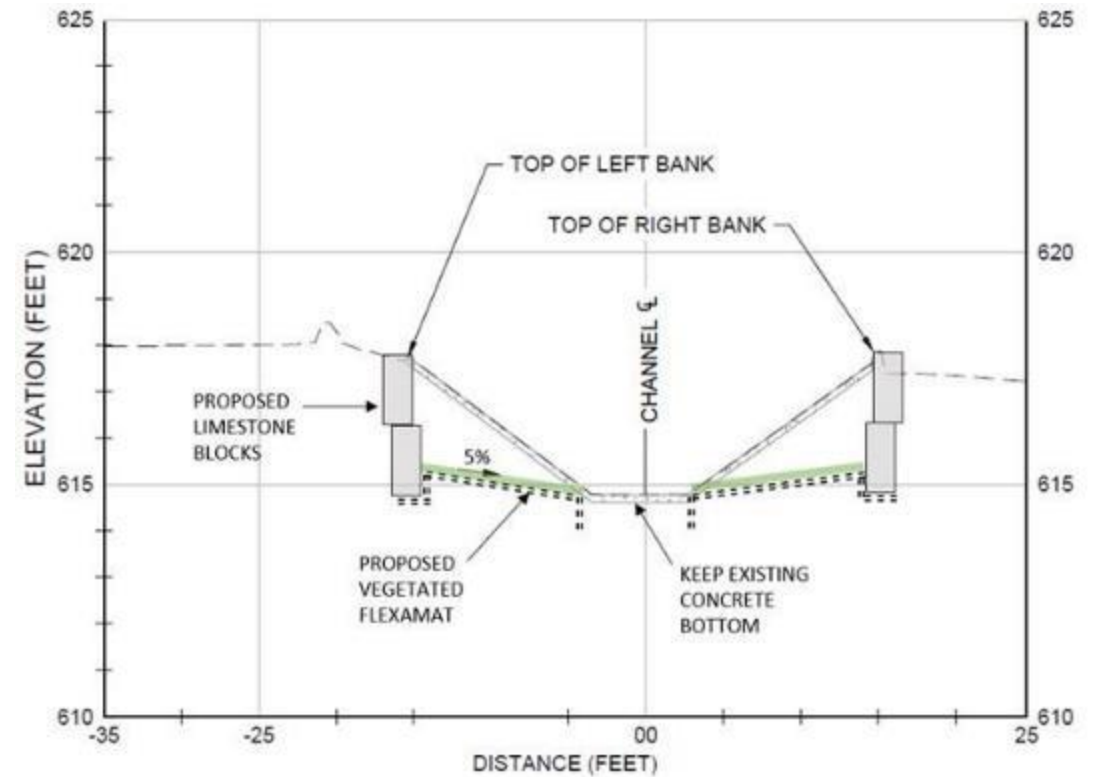 625
625
TOP OF LEFT BANK
TOP OF RIGHT BANK
620
620
ELEVATION (FEET)
CHANNEL ℄
PROPOSED
LIMESTONE
BLOCKS
5%
615
615
PROPOSED
VEGETATED
FLEXAMAT
KEEP EXISTING
CONCRETE
BOTTOM
610
610
-35
-25
00
25
DISTANCE (FEET)